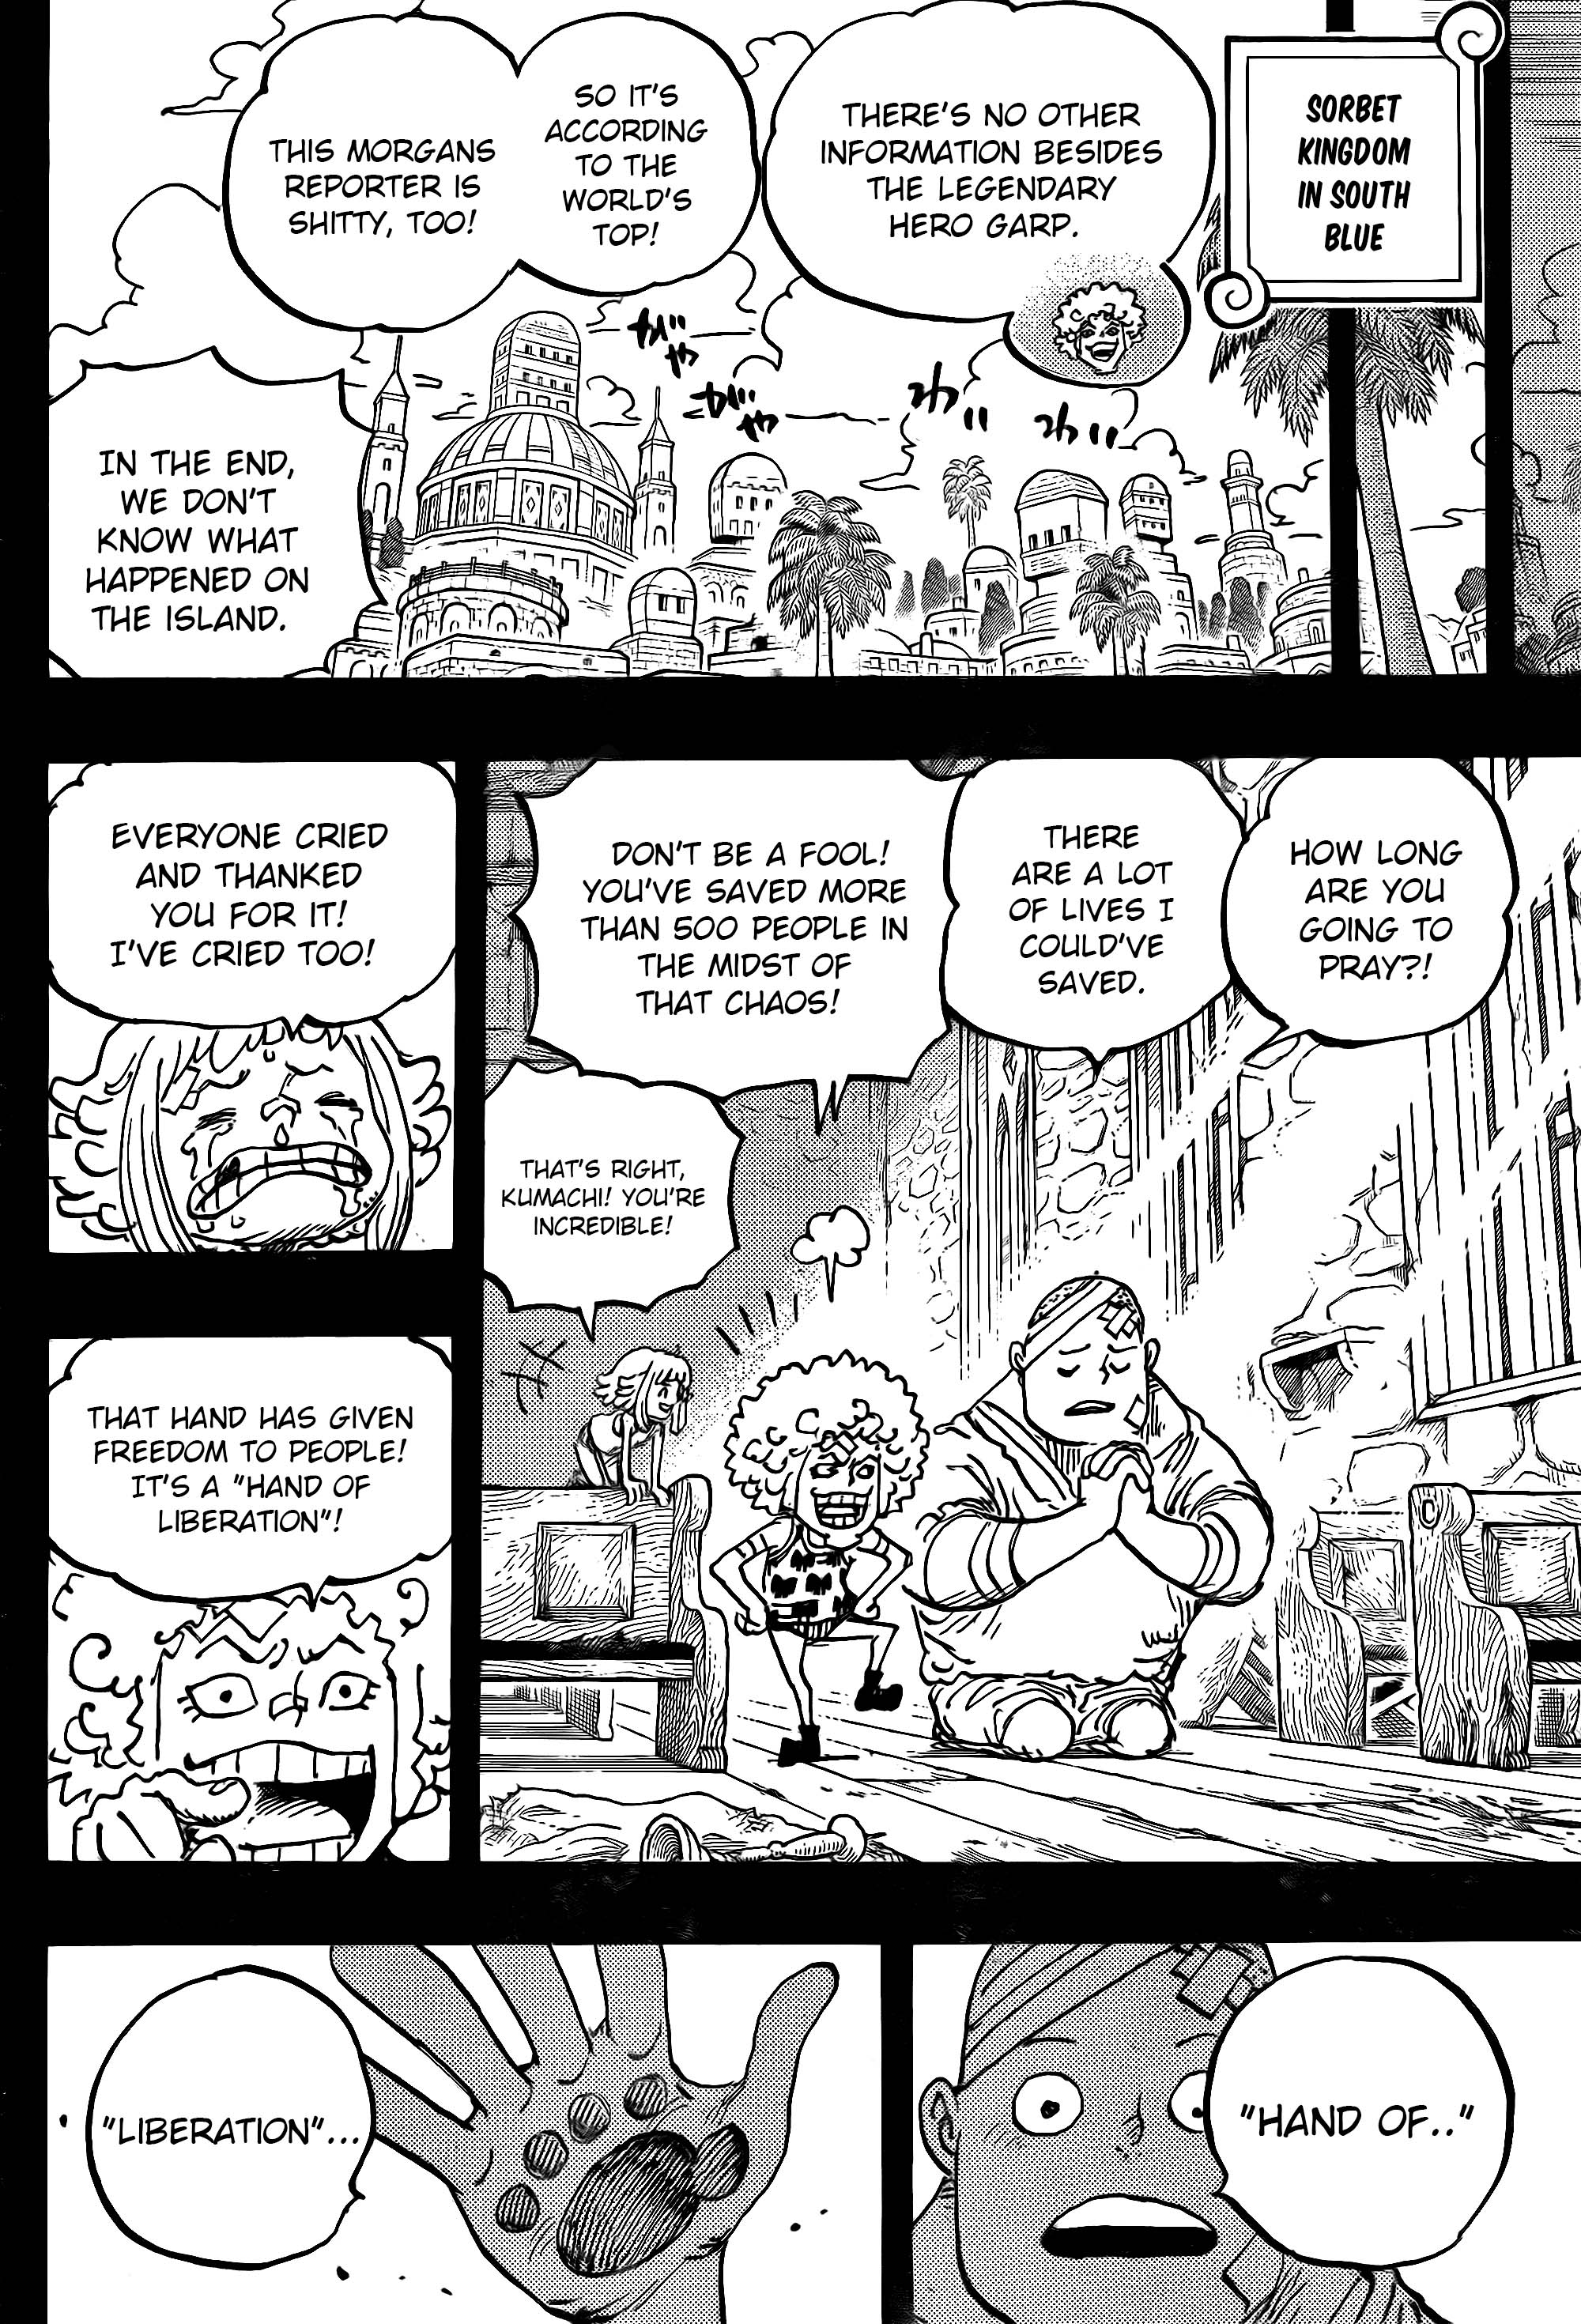 SORBET
KINGDOM
IN SOUTH
BLUE
THERE'S NO OTHER
INFORMATION BESIDES
THE LEGENDARY
HERO GARP.
SO IT'S
ACCORDING
TO THE
WORLD'S
TOP!
THIS MORGANS
REPORTER IS
SHITTY, TOO!
IN THE END,
WE DON'T
KNOW WHAT
HAPPENED ON
THE ISLAND.
HOW LONG
ARE YOU
GOING TO
PRAY?!
THERE
ARE A LOT
OF LIVES I
COULD'VE
SAVED.
DON'T BE A FOOL!
YOU'VE SAVED MORE
THAN 500 PEOPLE IN
THE MIDST OF
THAT CHAOS!
THAT'S RIGHT,
KUMACHI! YOU'RE
INCREDIBLE!
EVERYONE CRIED
AND THANKED
YOU FOR IT!
I'VE CRIED TOO!
THAT HAND HAS GIVEN
FREEDOM TO PEOPLE!
IT'S A "HAND OF
LIBERATION"!
"HAND OF.."
"LIBERATION"...